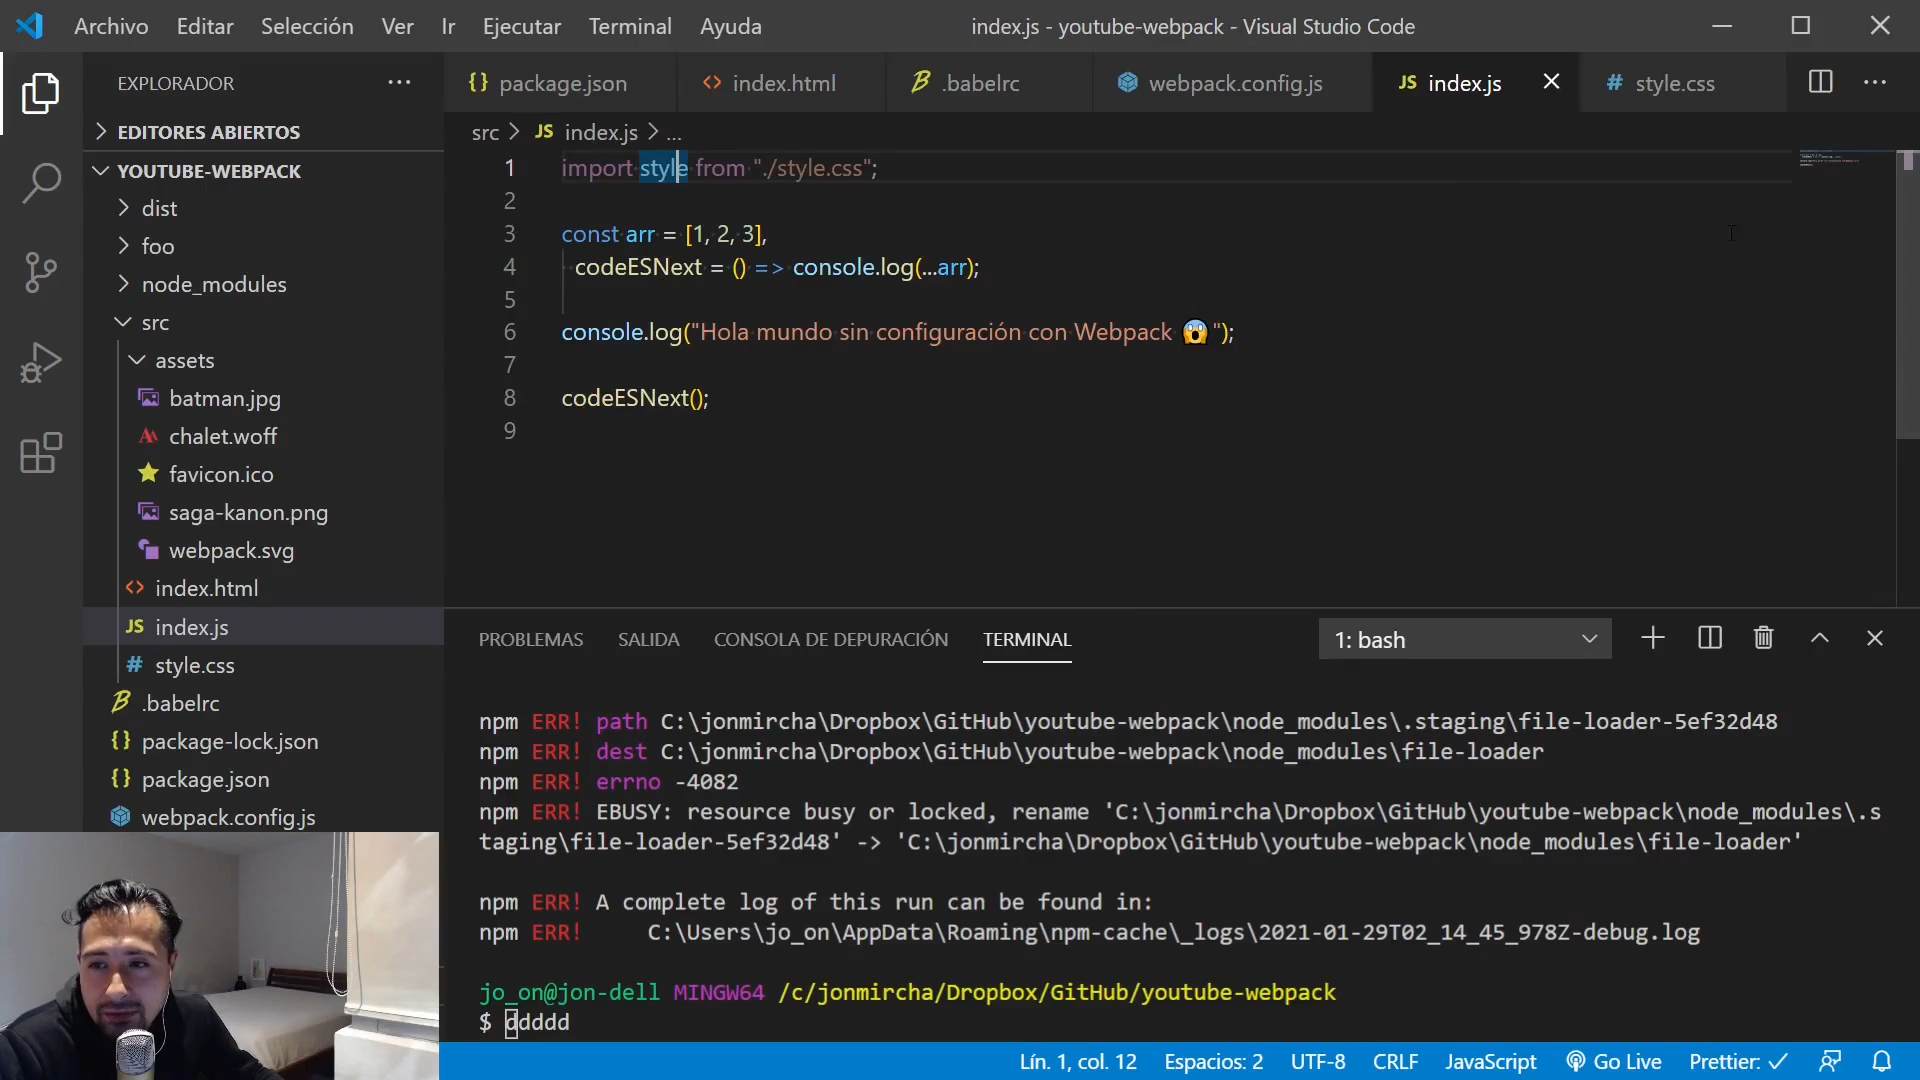 Archivo Editar Selección Ver Ir Ejecutar Terminal Ayuda index.js - youtube-webpack - Visual Studio Code
EXPLORADOR
EDITORES ABIERTOS
YOUTUBE-WEBPACK
dist
foo
node_modules
src
assets
batman.jpg
chalet.woff
favicon.ico
saga-kanon.png
webpack.svg
index.html
JS index.js
# style.css
.babelrc
{} package-lock.json
{} package.json
webpack.config.js
{} package.json <> index.html .babelrc webpack.config.js JS index.js # style.css
src > JS index.js > ...
1 import style from "./style.css";
2
3 const arr = [1, 2, 3],
4 codeESNext = () => console.log(...arr);
5
6 console.log("Hola mundo sin configuración con Webpack 😱");
7
8 codeESNext();
9
PROBLEMAS SALIDA CONSOLA DE DEPURACIÓN TERMINAL 1: bash
npm ERR! path C:\jonmircha\Dropbox\GitHub\youtube-webpack\node_modules\.staging\file-loader-5ef32d48
npm ERR! dest C:\jonmircha\Dropbox\GitHub\youtube-webpack\node_modules\file-loader
npm ERR! errno -4082
npm ERR! EBUSY: resource busy or locked, rename 'C:\jonmircha\Dropbox\GitHub\youtube-webpack\node_modules\.s
taging\file-loader-5ef32d48' -> 'C:\jonmircha\Dropbox\GitHub\youtube-webpack\node_modules\file-loader'
npm ERR! A complete log of this run can be found in:
npm ERR! C:\Users\jo_on\AppData\Roaming\npm-cache\_logs\2021-01-29T02_14_45_978Z-debug.log
jo_on@jon-dell MINGW64 /c/jonmircha/Dropbox/GitHub/youtube-webpack
$ ddddd
Lín. 1, col. 12 Espacios: 2 UTF-8 CRLF JavaScript Go Live Prettier: ✓